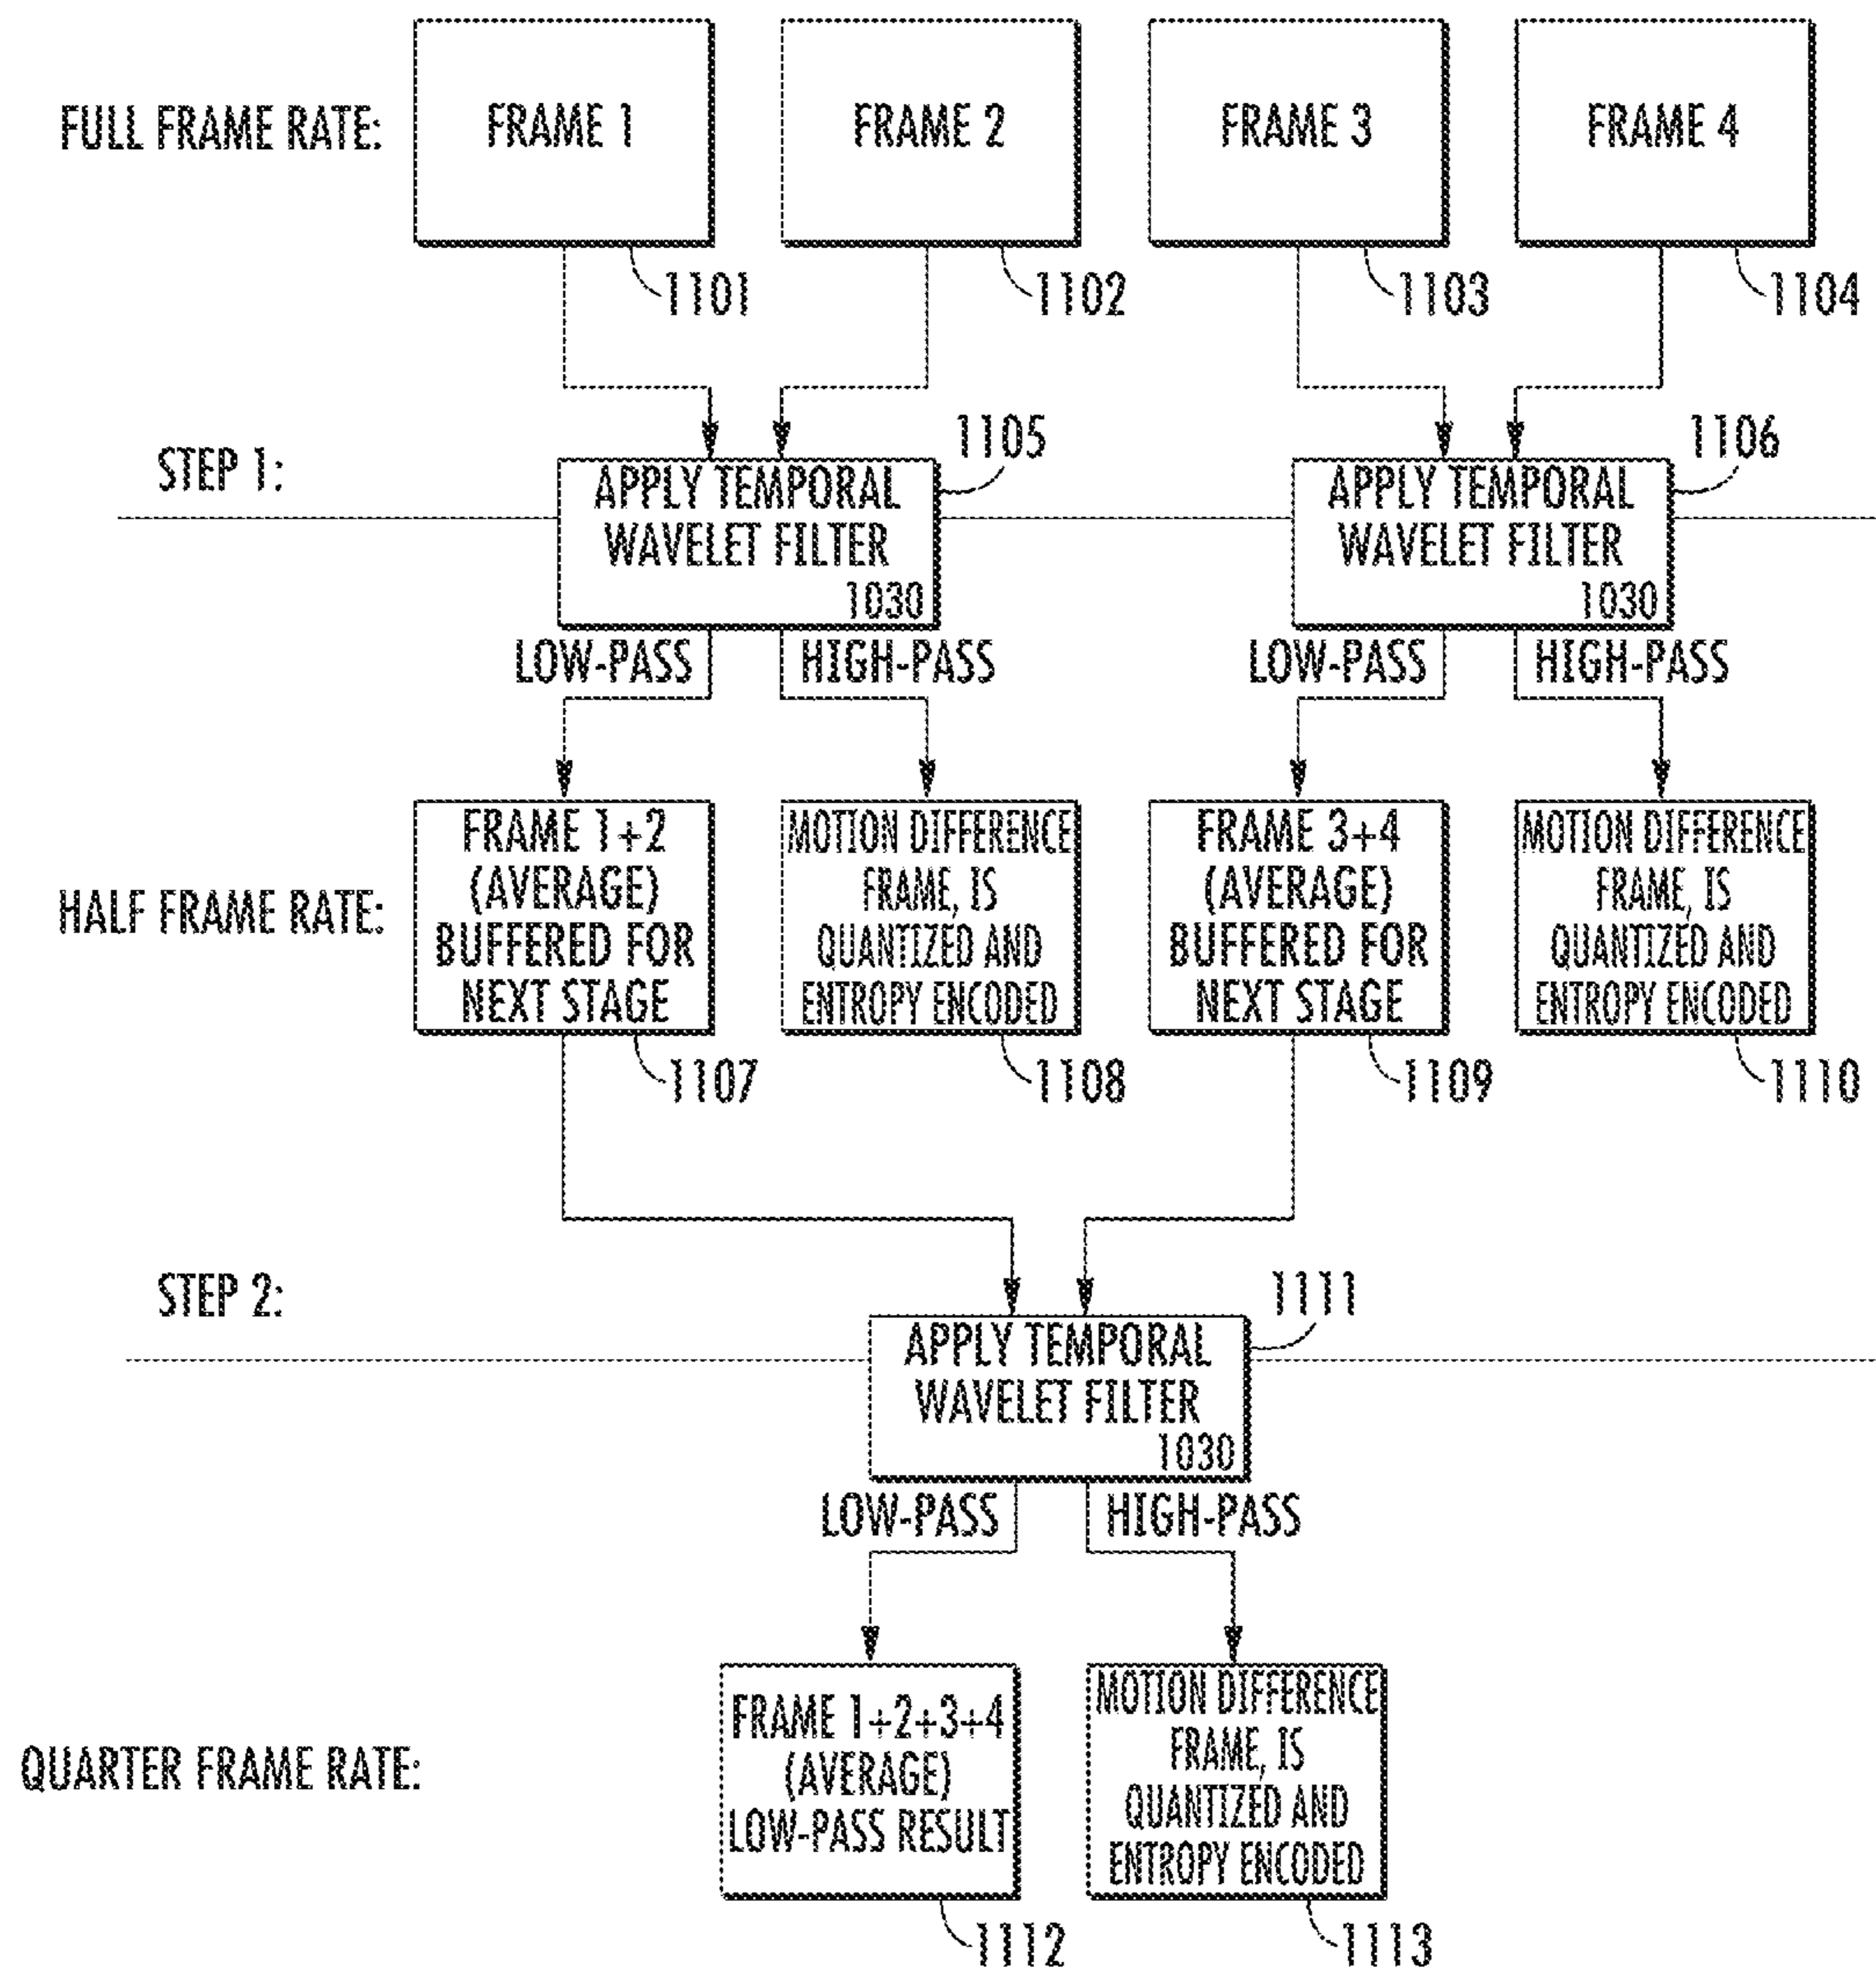 FULL FRAME RATE:
FRAME 1
FRAME 2
FRAME 3
FRAME 4
1101
1102
1103
1104
STEP 1:
1105
1106
APPLY TEMPORAL
WAVELET FILTER
1030
APPLY TEMPORAL
WAVELET FILTER
1030
LOW-PASS
HIGH-PASS
LOW-PASS
HIGH-PASS
HALF FRAME RATE:
FRAME 1+2
(AVERAGE)
BUFFERED FOR
NEXT STAGE
MOTION DIFFERENCE
FRAME, IS
QUANTIZED AND
ENTROPY ENCODED
FRAME 3+4
(AVERAGE)
BUFFERED FOR
NEXT STAGE
MOTION DIFFERENCE
FRAME, IS
QUANTIZED AND
ENTROPY ENCODED
1107
1108
1109
1110
STEP 2:
1111
APPLY TEMPORAL
WAVELET FILTER
1030
LOW-PASS
HIGH-PASS
QUARTER FRAME RATE:
FRAME 1+2+3+4
(AVERAGE)
LOW-PASS RESULT
MOTION DIFFERENCE
FRAME, IS
QUANTIZED AND
ENTROPY ENCODED
1112
1113